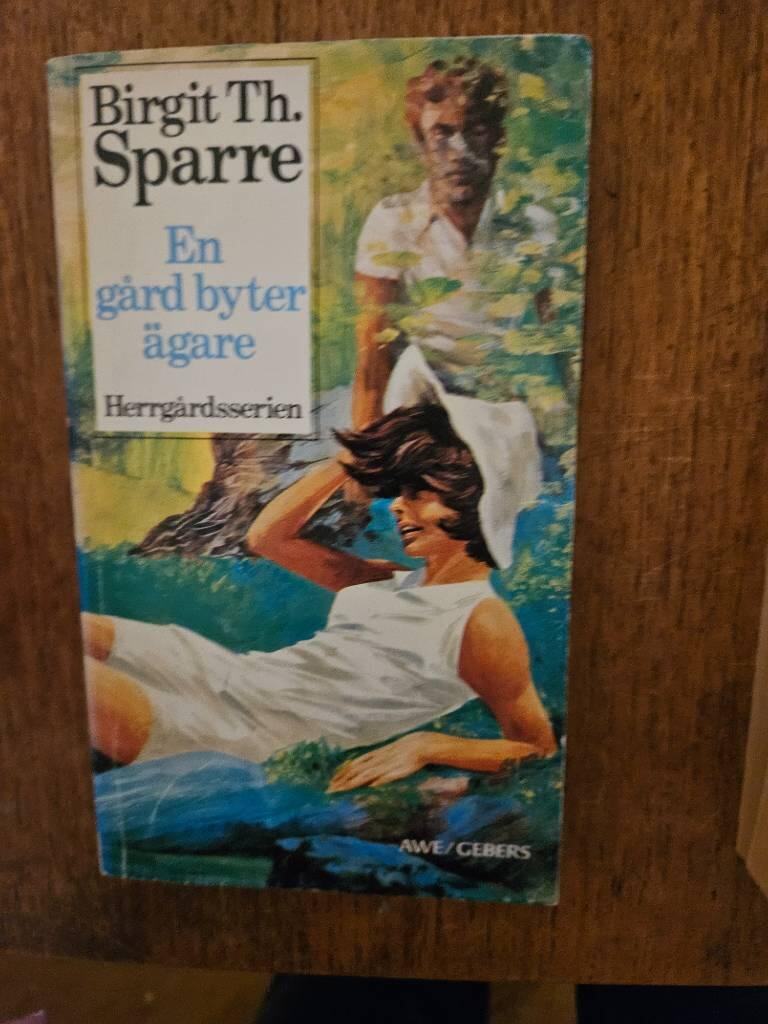 Birgit Th.
Sparre
En
gård byter
ägare
Herrgårdsserien
AWE/GEBERS